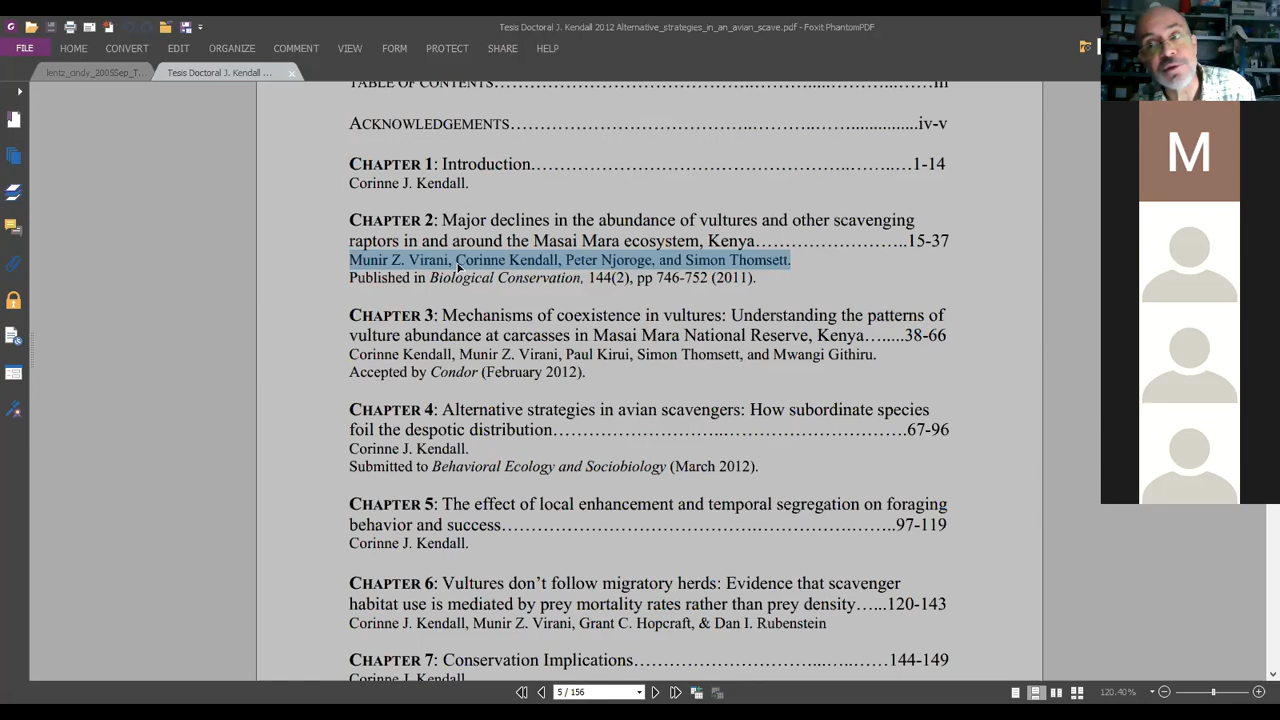 Tesis Doctoral J. Kendall 2012 Alternative_strategies_in_an_avian_scave.pdf - Foxit PhantomPDF
FILE HOME CONVERT EDIT ORGANIZE COMMENT VIEW FORM PROTECT SHARE HELP
lentz_cindy_2005Sep_T... Tesis Doctoral J. Kendall ...
TABLE OF CONTENTS……………………………………………………………iii
ACKNOWLEDGEMENTS……………………………………………………iv-v
CHAPTER 1: Introduction……………………………………………………1-14
Corinne J. Kendall.
CHAPTER 2: Major declines in the abundance of vultures and other scavenging
raptors in and around the Masai Mara ecosystem, Kenya…………………..15-37
Munir Z. Virani, Corinne Kendall, Peter Njoroge, and Simon Thomsett.
Published in Biological Conservation, 144(2), pp 746-752 (2011).
CHAPTER 3: Mechanisms of coexistence in vultures: Understanding the patterns of
vulture abundance at carcasses in Masai Mara National Reserve, Kenya….....38-66
Corinne Kendall, Munir Z. Virani, Paul Kirui, Simon Thomsett, and Mwangi Githiru.
Accepted by Condor (February 2012).
CHAPTER 4: Alternative strategies in avian scavengers: How subordinate species
foil the despotic distribution……………………..……………………….67-96
Corinne J. Kendall.
Submitted to Behavioral Ecology and Sociobiology (March 2012).
CHAPTER 5: The effect of local enhancement and temporal segregation on foraging
behavior and success……………………………….……………….……..97-119
Corinne J. Kendall.
CHAPTER 6: Vultures don’t follow migratory herds: Evidence that scavenger
habitat use is mediated by prey mortality rates rather than prey density…...120-143
Corinne J. Kendall, Munir Z. Virani, Grant C. Hopcraft, & Dan I. Rubenstein
CHAPTER 7: Conservation Implications……………………………...…..……144-149
Corinne J. Kendall.
5 / 156
120.40%
M